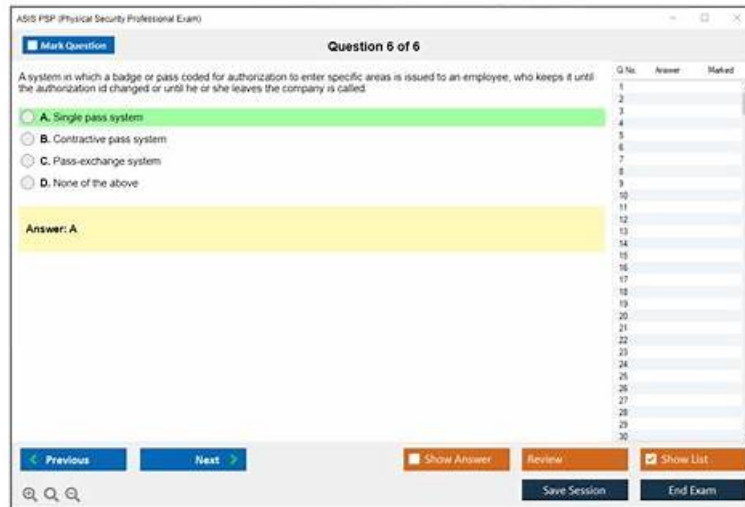 ASIS PSP (Physical Security Professional Exam)
Mark Question
Question 6 of 6
A system in which a badge or pass coded for authorization to enter specific areas is issued to an employee, who keeps it until
the authorization id changed or until he or she leaves the company is called
A. Single pass system
B. Contractive pass system
C. Pass-exchange system
D. None of the above
Answer: A
Q.No. Answer Marked
1
2
3
4
5
6
7
8
9
10
11
12
13
14
15
16
17
18
19
20
21
22
23
24
25
26
27
28
29
30
Previous Next Show Answer Review Show List
Save Session End Exam